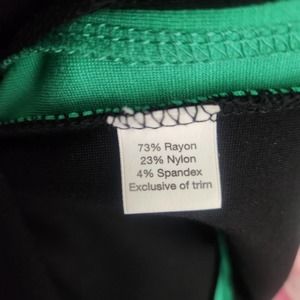 73% Rayon
23% Nylon
4% Spandex
Exclusive of trim